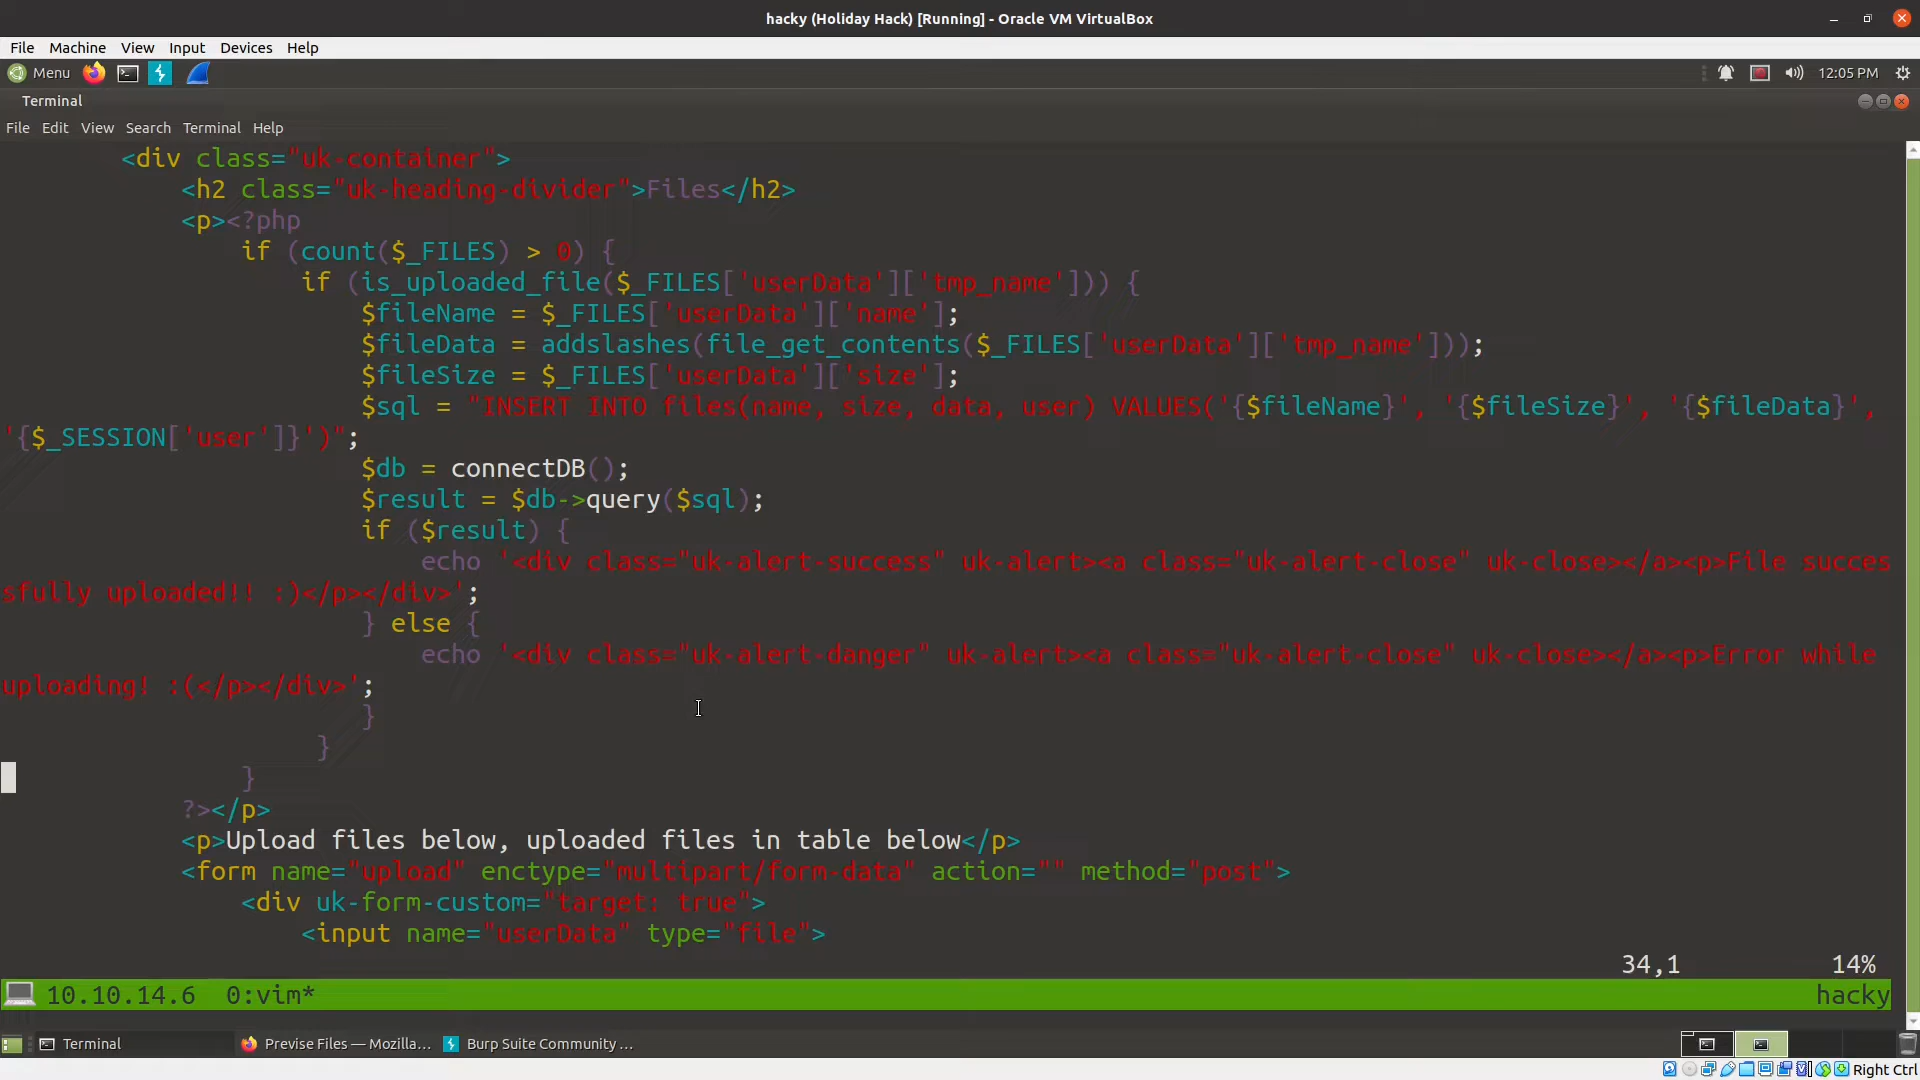 hacky (Holiday Hack) [Running] - Oracle VM VirtualBox
File Machine View Input Devices Help
Menu 12:05 PM
Terminal
File Edit View Search Terminal Help
<div class="uk-container">
<h2 class="uk-heading-divider">Files</h2>
<p><?php
if (count($_FILES) > 0) {
if (is_uploaded_file($_FILES['userData']['tmp_name'])) {
$fileName = $_FILES['userData']['name'];
$fileData = addslashes(file_get_contents($_FILES['userData']['tmp_name']));
$fileSize = $_FILES['userData']['size'];
$sql = "INSERT INTO files(name, size, data, user) VALUES('{$fileName}', '{$fileSize}', '{$fileData}',
'{$_SESSION['user']}')";
$db = connectDB();
$result = $db->query($sql);
if ($result) {
echo '<div class="uk-alert-success" uk-alert><a class="uk-alert-close" uk-close></a><p>File succes
sfully uploaded!! :)</p></div>';
} else {
echo '<div class="uk-alert-danger" uk-alert><a class="uk-alert-close" uk-close></a><p>Error while
uploading! :(</p></div>';
}
}
}
?></p>
<p>Upload files below, uploaded files in table below</p>
<form name="upload" enctype="multipart/form-data" action="" method="post">
<div uk-form-custom="target: true">
<input name="userData" type="file">
34,1 14%
10.10.14.6 0:vim* hacky
Terminal Previse Files — Mozilla... Burp Suite Community ...
Right Ctrl